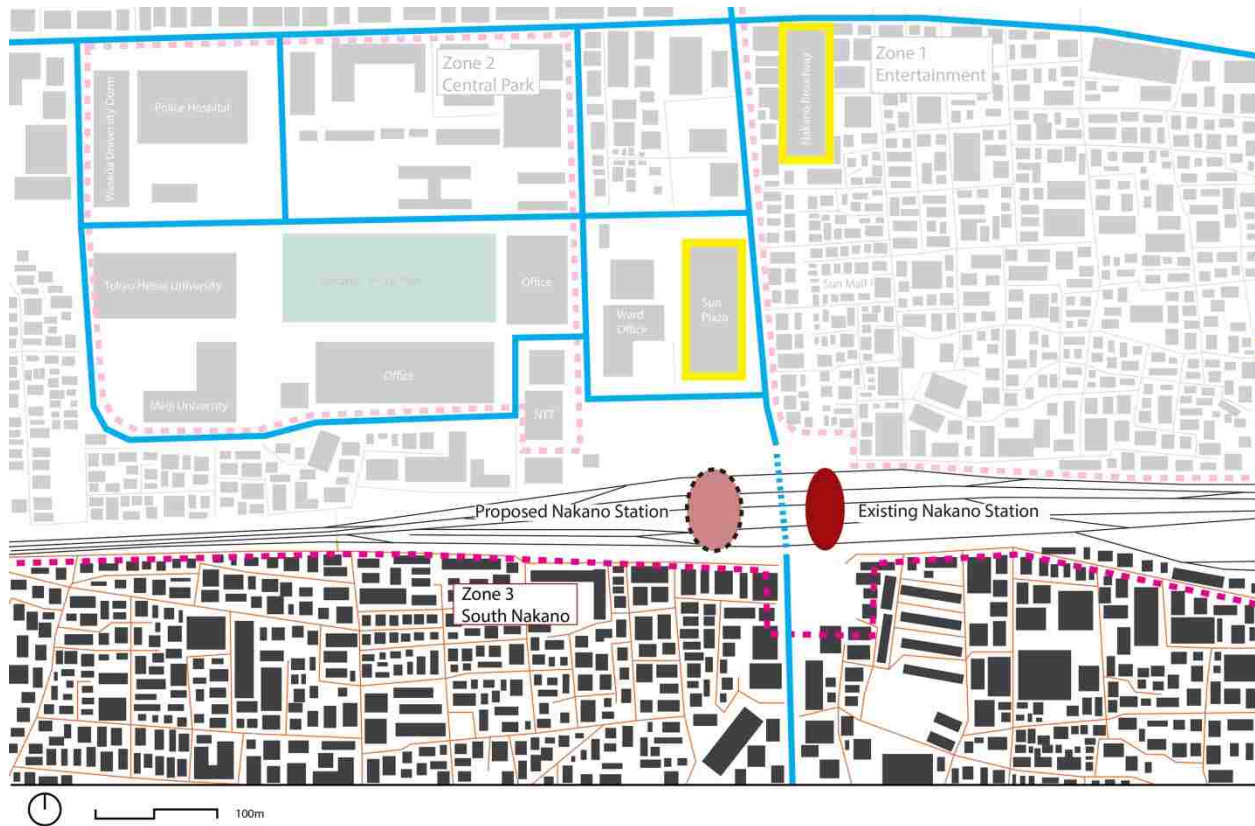 Zone 2
Central Park
Zone 1
Entertainment
Waseda University Dorm
Police Hospital
Nakano Broadway
Tokyo Heisei University
Office
Sun Mall
Sun
Plaza
Ward
Office
Office
Meiji University
NTT
Proposed Nakano Station
Existing Nakano Station
Zone 3
South Nakano
100m